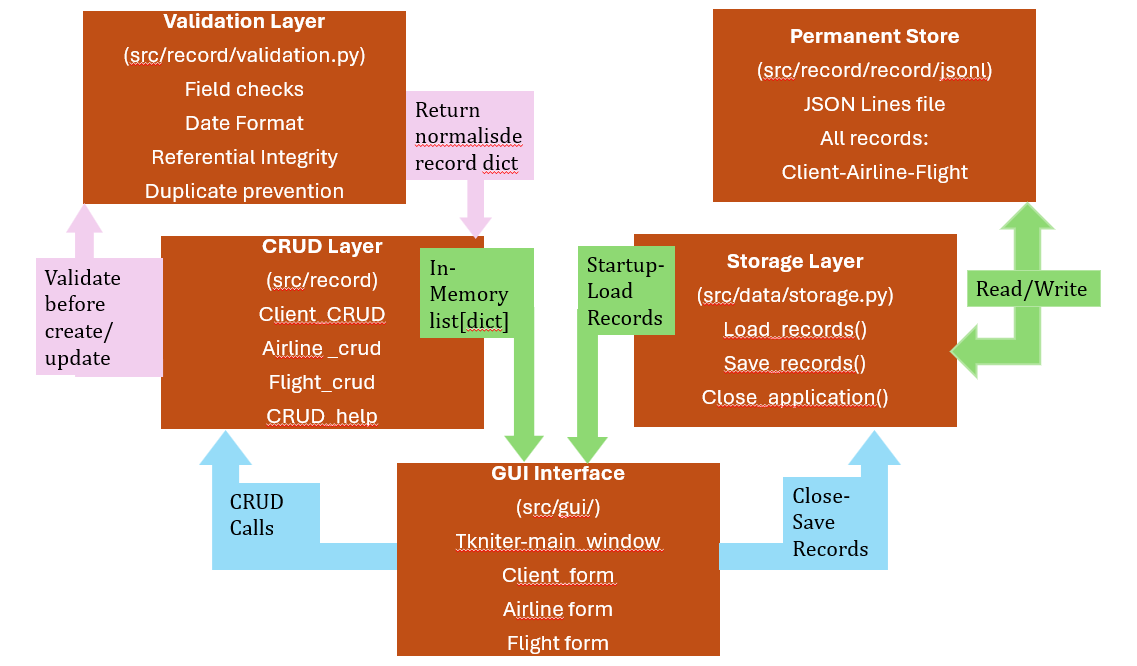 Validation Layer
(src/record/validation.py)
Field checks
Date Format
Referential Integrity
Duplicate prevention
Return
normalisde
record dict
Permanent Store
(src/record/record/jsonl)
JSON Lines file
All records:
Client-Airline-Flight
Validate
before
create/
update
CRUD Layer
(src/record)
Client_CRUD
Airline _crud
Flight_crud
CRUD_help
In-
Memory
list[dict]
Startup-
Load
Records
Storage Layer
(src/data/storage.py)
Load_records()
Save_records()
Close_application()
Read/Write
CRUD
Calls
GUI Interface
(src/gui/)
Tkniter-main_window
Client_form
Airline form
Flight form
Close-
Save
Records